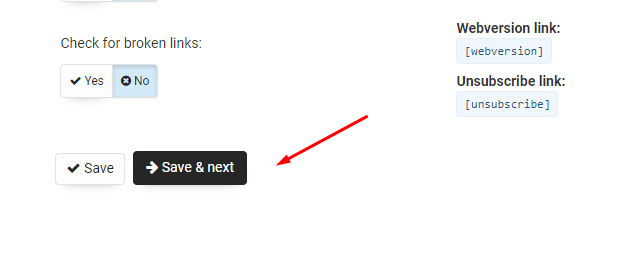 Check for broken links:
Yes No
Save Save & next
Webversion link:
[webversion]
Unsubscribe link:
[unsubscribe]